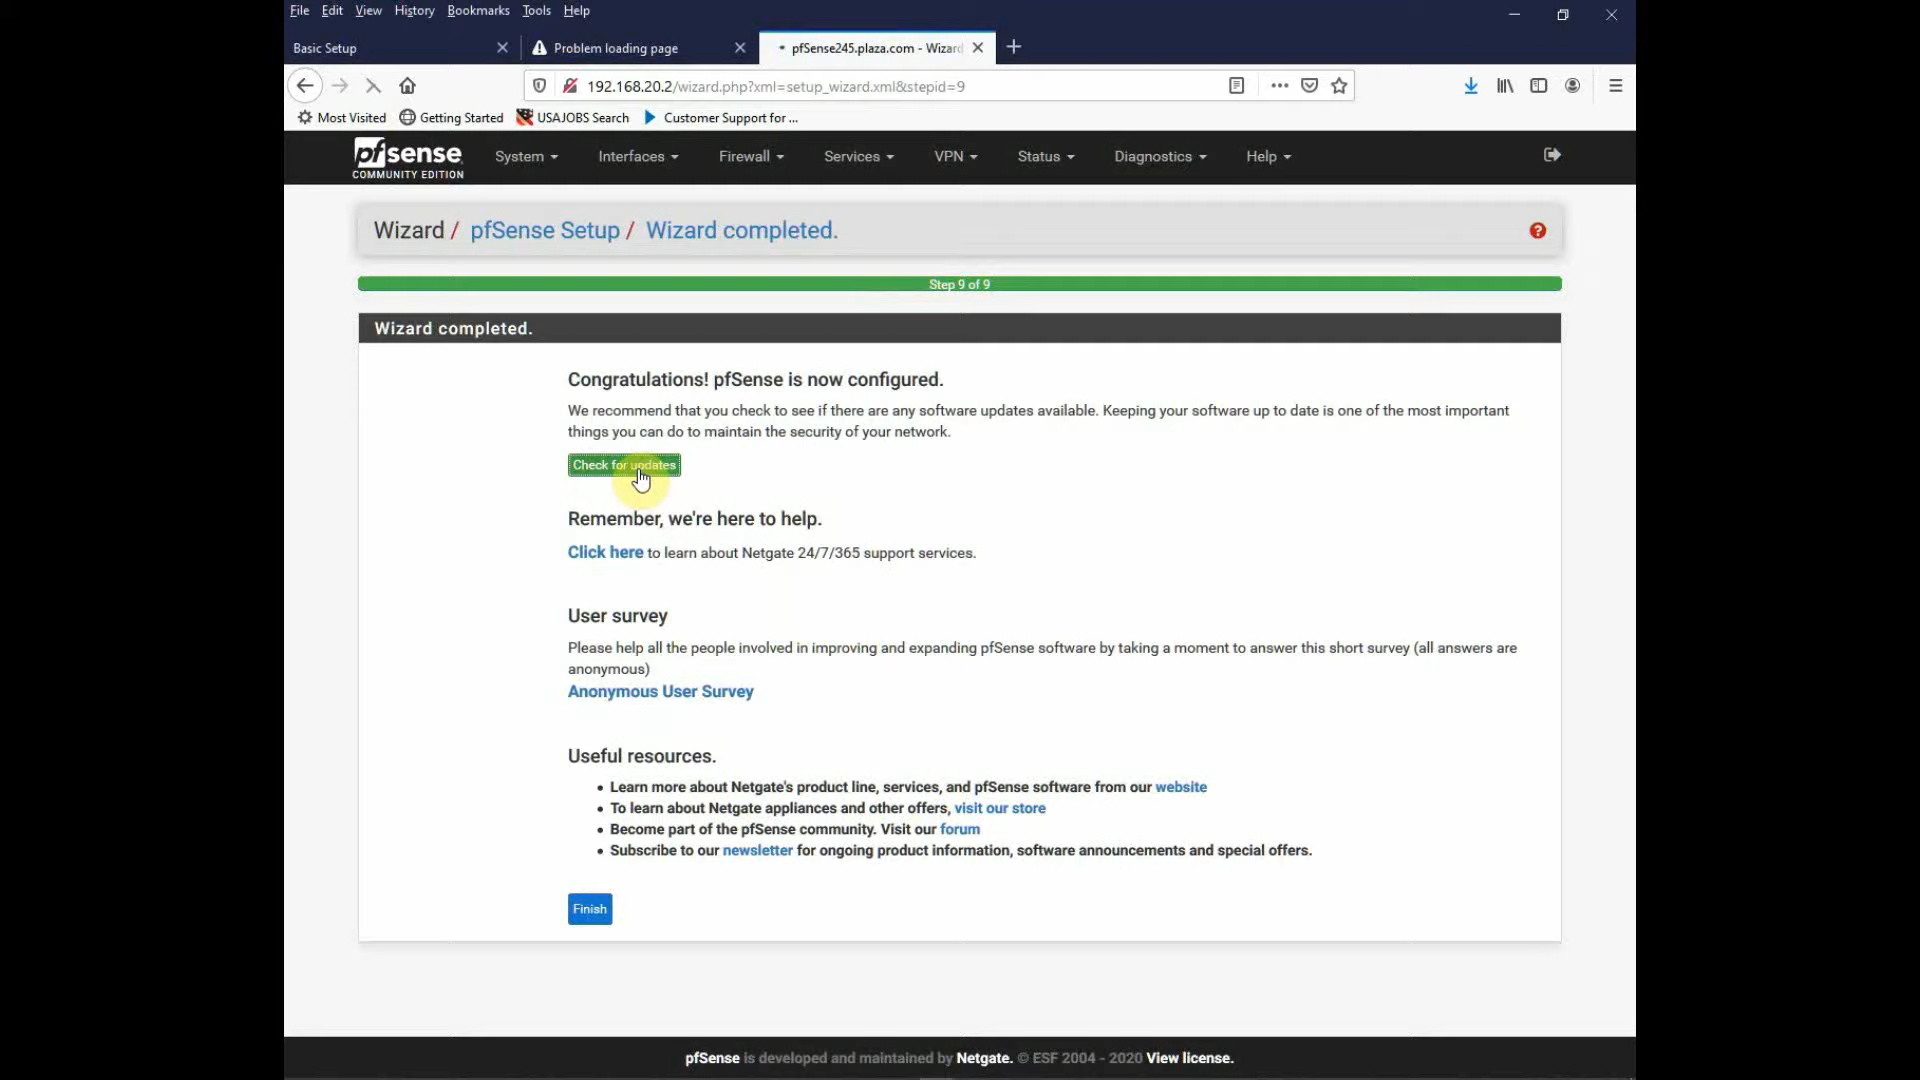 File Edit View History Bookmarks Tools Help
Basic Setup
Problem loading page
pfSense245.plaza.com - Wizard
192.168.20.2/wizard.php?xml=setup_wizard.xml&stepid=9
Most Visited Getting Started USAJOBS Search Customer Support for ...
pfsense
COMMUNITY EDITION
System Interfaces Firewall Services VPN Status Diagnostics Help
Wizard / pfSense Setup / Wizard completed.
Step 9 of 9
Wizard completed.
Congratulations! pfSense is now configured.
We recommend that you check to see if there are any software updates available. Keeping your software up to date is one of the most important
things you can do to maintain the security of your network.
Check for updates
Remember, we're here to help.
Click here to learn about Netgate 24/7/365 support services.
User survey
Please help all the people involved in improving and expanding pfSense software by taking a moment to answer this short survey (all answers are
anonymous)
Anonymous User Survey
Useful resources.
• Learn more about Netgate's product line, services, and pfSense software from our website
• To learn about Netgate appliances and other offers, visit our store
• Become part of the pfSense community. Visit our forum
• Subscribe to our newsletter for ongoing product information, software announcements and special offers.
Finish
pfSense is developed and maintained by Netgate. © ESF 2004 - 2020 View license.